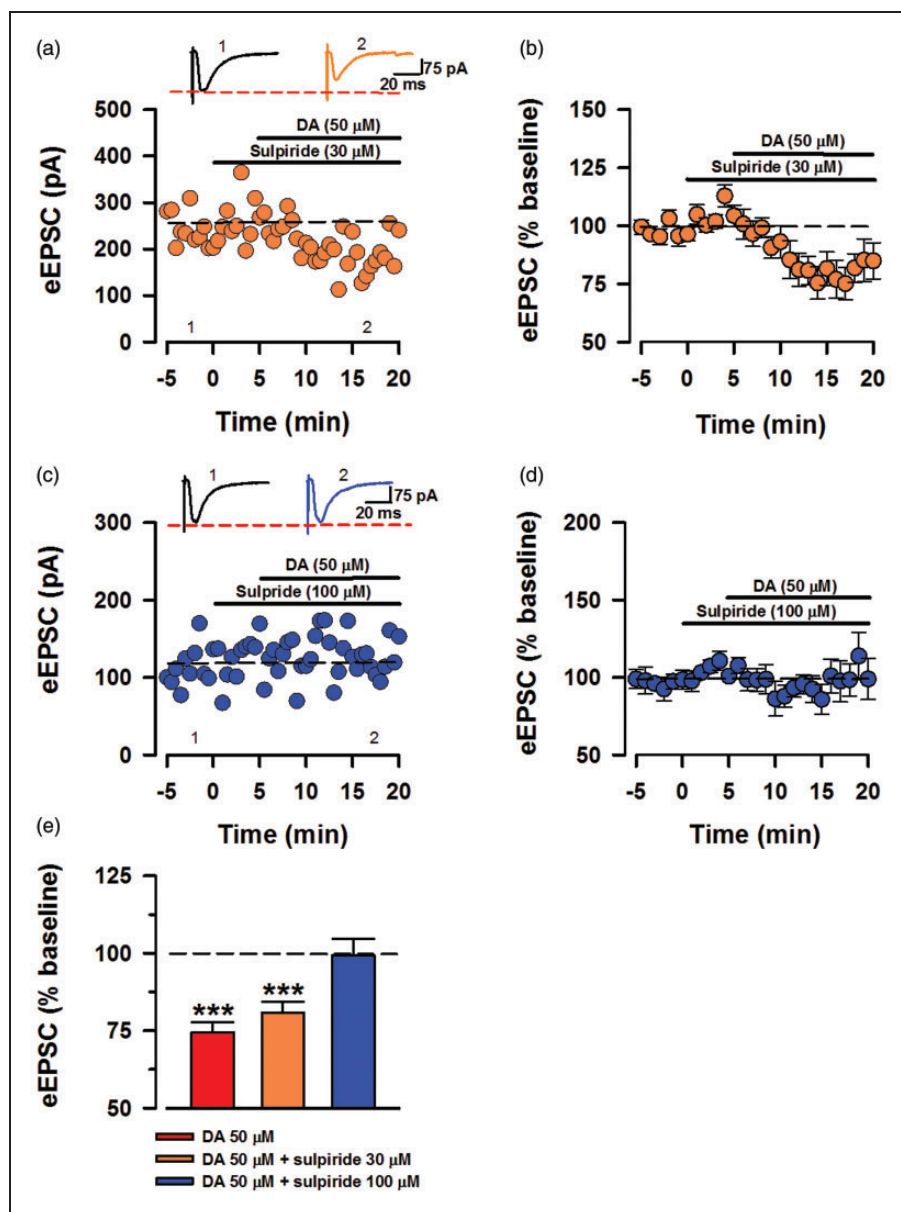 (a)
1
2
75 pA
20 ms
DA (50 µM)
Sulpiride (30 µM)
eEPSC (pA)
500
400
300
200
100
0
1
2
-5 0 5 10 15 20
Time (min)
(b)
DA (50 µM)
Sulpiride (30 µM)
eEPSC (% baseline)
150
125
100
75
50
-5 0 5 10 15 20
Time (min)
(c)
1
2
75 pA
20 ms
DA (50 µM)
Sulpride (100 µM)
eEPSC (pA)
300
200
100
0
1
2
-5 0 5 10 15 20
Time (min)
(d)
DA (50 µM)
Sulpiride (100 µM)
eEPSC (% baseline)
200
150
100
50
-5 0 5 10 15 20
Time (min)
(e)
eEPSC (% baseline)
125
100
75
50
***
***
DA 50 µM
DA 50 µM + sulpiride 30 µM
DA 50 µM + sulpiride 100 µM